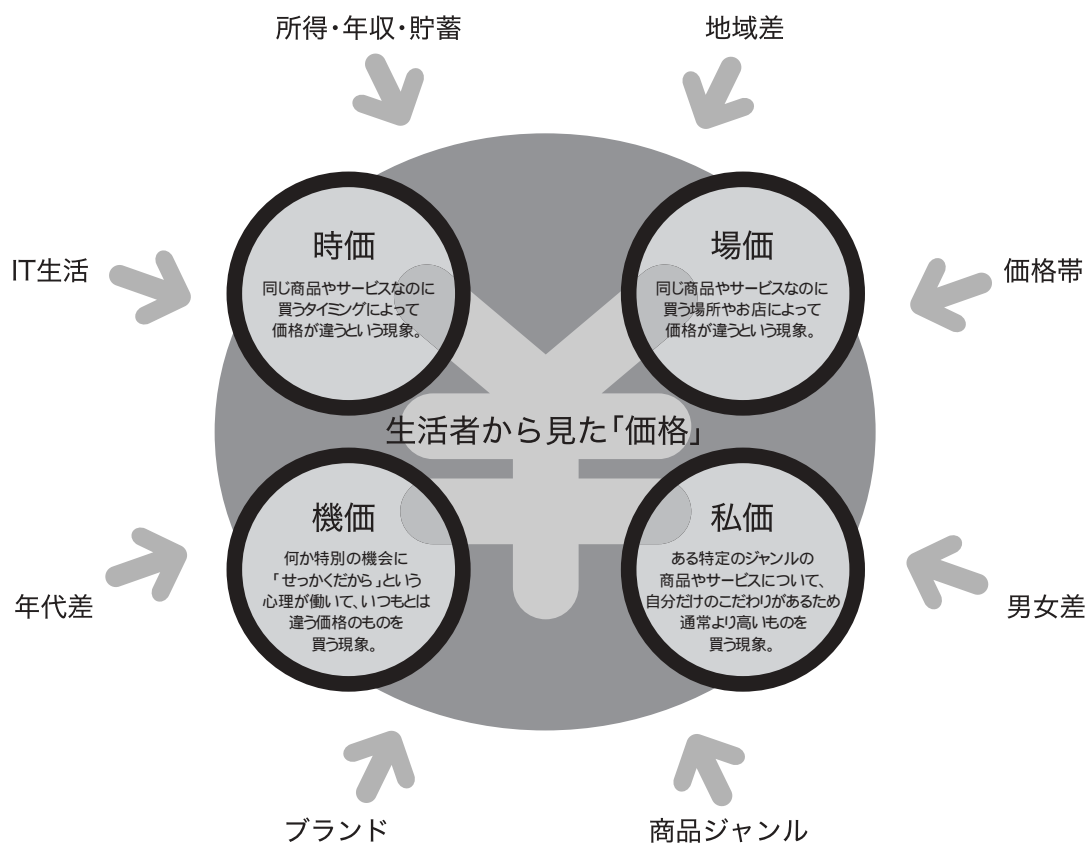 所得・年収・貯蓄
地域差
IT生活
価格帯
時価
同じ商品やサービスなのに
買うタイミングによって
価格が違うという現象。
場価
同じ商品やサービスなのに
買う場所やお店によって
価格が違うという現象。
生活者から見た「価格」
機価
何か特別の機会に
「せっかくだから」という
心理が働いて、いつもとは
違う価格のものを
買う現象。
私価
ある特定のジャンルの
商品やサービスについて、
自分だけのこだわりがあるため
通常より高いものを
買う現象。
年代差
男女差
ブランド
商品ジャンル